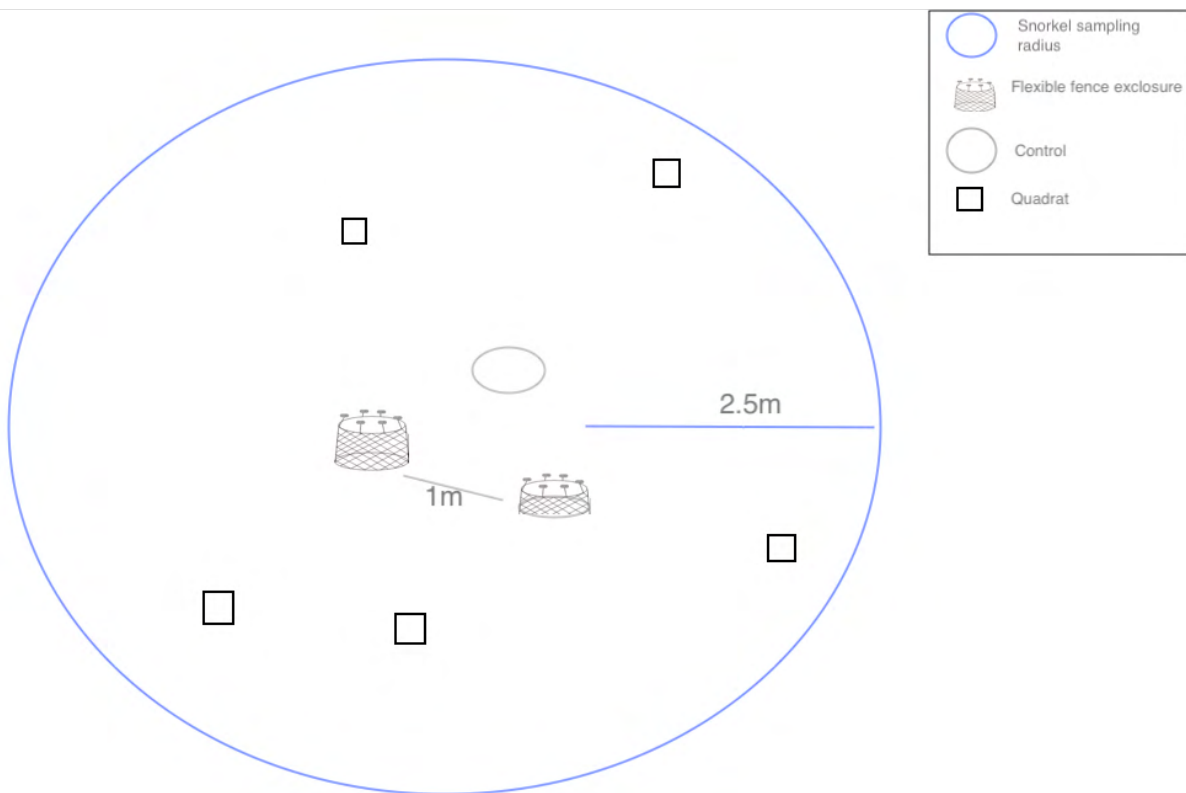 Snorkel sampling
radius
Flexible fence exclosure
Control
Quadrat
2.5m
1m